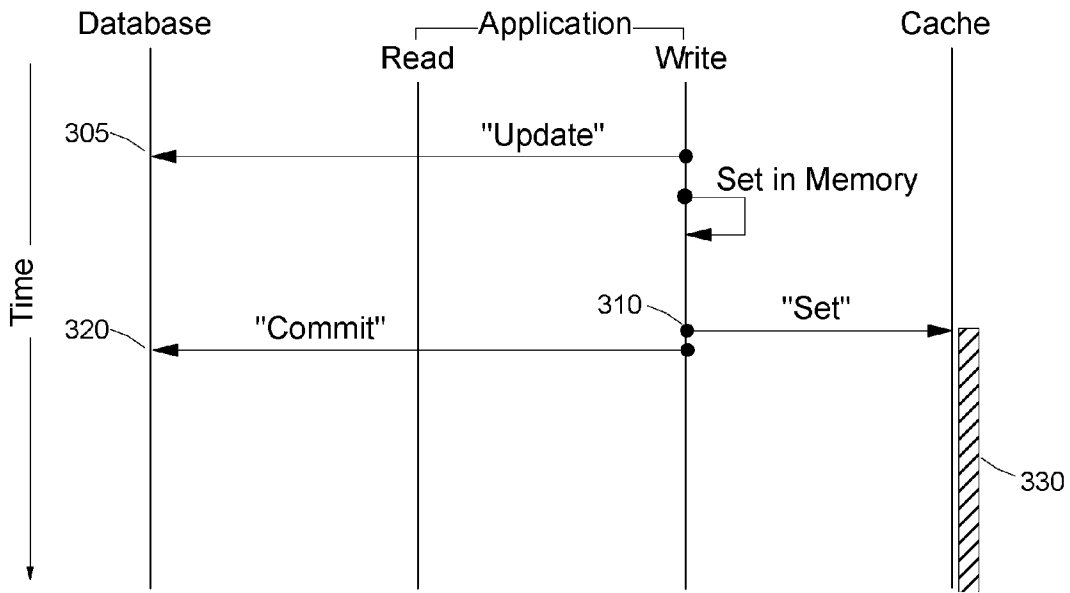 Database
Application
Cache
Read
Write
305
"Update"
Set in Memory
Time
310
"Set"
320
"Commit"
330